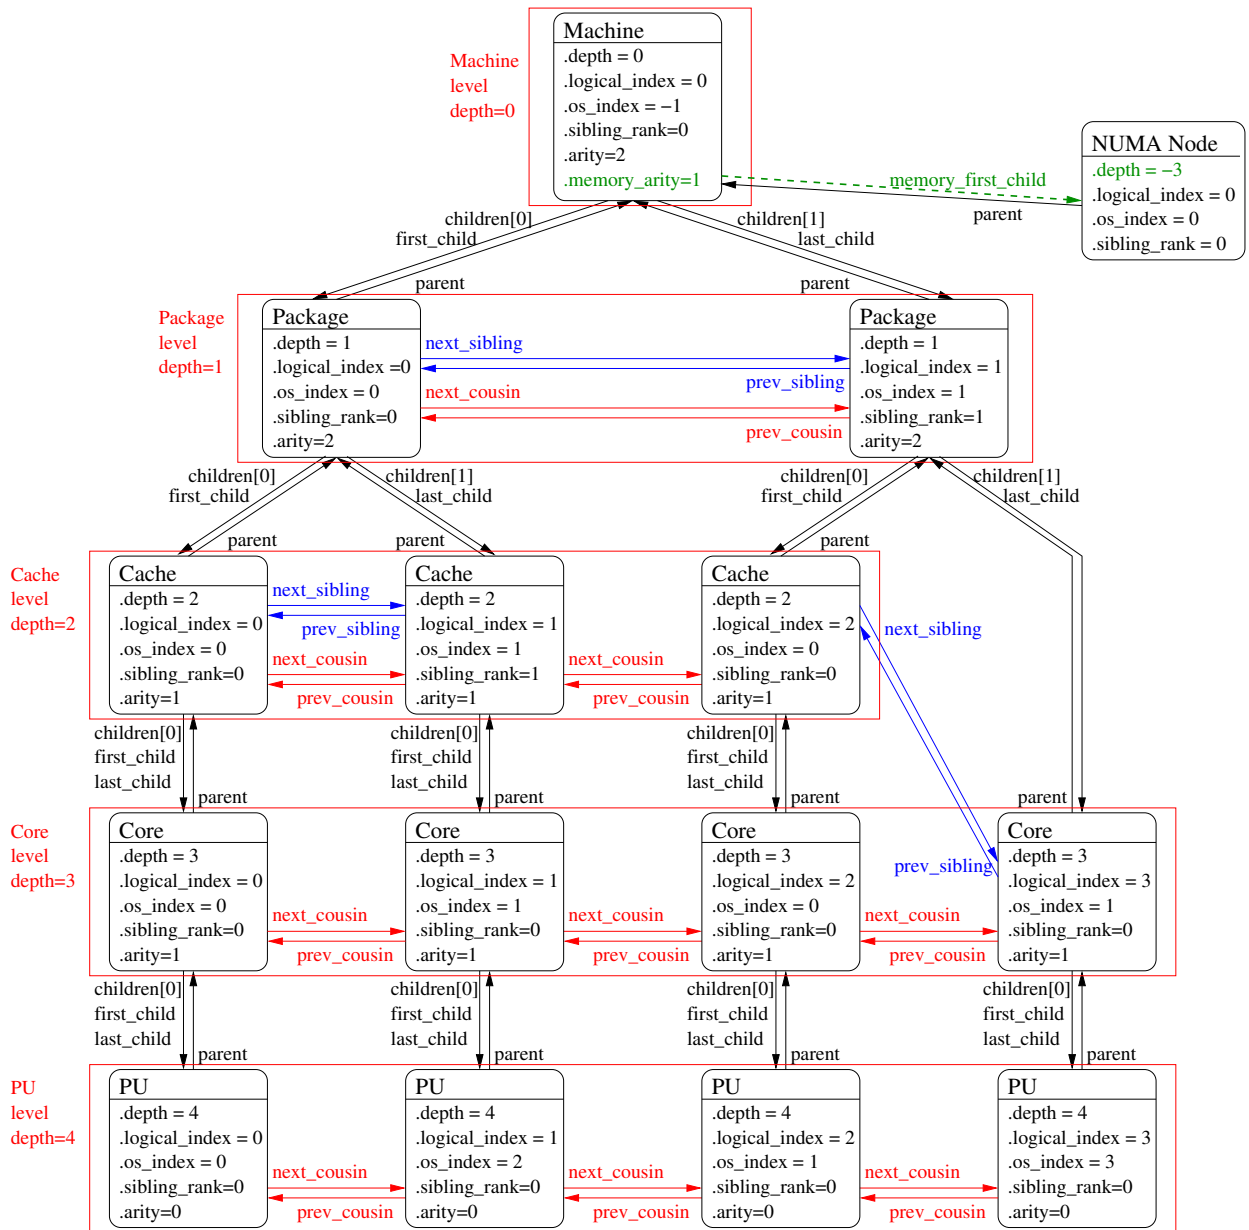 Machine
.depth = 0
.logical_index = 0
.os_index = −1
.sibling_rank=0
.arity=2
.memory_arity=1
Machine
level
depth=0
NUMA Node
.depth = −3
.logical_index = 0
.os_index = 0
.sibling_rank = 0
memory_first_child
parent
children[0]
first_child
children[1]
last_child
parent
parent
Package
level
depth=1
Package
.depth = 1
.logical_index =0
.os_index = 0
.sibling_rank=0
.arity=2
next_sibling
prev_sibling
next_cousin
prev_cousin
Package
.depth = 1
.logical_index = 1
.os_index = 1
.sibling_rank=1
.arity=2
children[0]
first_child
children[1]
last_child
children[0]
first_child
children[1]
last_child
parent
parent
parent
Cache
level
depth=2
Cache
.depth = 2
.logical_index = 0
.os_index = 0
.sibling_rank=0
.arity=1
next_sibling
prev_sibling
next_cousin
prev_cousin
Cache
.depth = 2
.logical_index = 1
.os_index = 1
.sibling_rank=1
.arity=1
next_cousin
prev_cousin
Cache
.depth = 2
.logical_index = 2
.os_index = 0
.sibling_rank=0
.arity=1
next_sibling
prev_sibling
children[0]
first_child
last_child
parent
children[0]
first_child
last_child
parent
children[0]
first_child
last_child
parent
parent
Core
level
depth=3
Core
.depth = 3
.logical_index = 0
.os_index = 0
.sibling_rank=0
.arity=1
next_cousin
prev_cousin
Core
.depth = 3
.logical_index = 1
.os_index = 1
.sibling_rank=0
.arity=1
next_cousin
prev_cousin
Core
.depth = 3
.logical_index = 2
.os_index = 0
.sibling_rank=0
.arity=1
next_cousin
prev_cousin
Core
.depth = 3
.logical_index = 3
.os_index = 1
.sibling_rank=0
.arity=1
children[0]
first_child
last_child
parent
children[0]
first_child
last_child
parent
children[0]
first_child
last_child
parent
children[0]
first_child
last_child
parent
PU
level
depth=4
PU
.depth = 4
.logical_index = 0
.os_index = 0
.sibling_rank=0
.arity=0
next_cousin
prev_cousin
PU
.depth = 4
.logical_index = 1
.os_index = 2
.sibling_rank=0
.arity=0
next_cousin
prev_cousin
PU
.depth = 4
.logical_index = 2
.os_index = 1
.sibling_rank=0
.arity=0
next_cousin
prev_cousin
PU
.depth = 4
.logical_index = 3
.os_index = 3
.sibling_rank=0
.arity=0